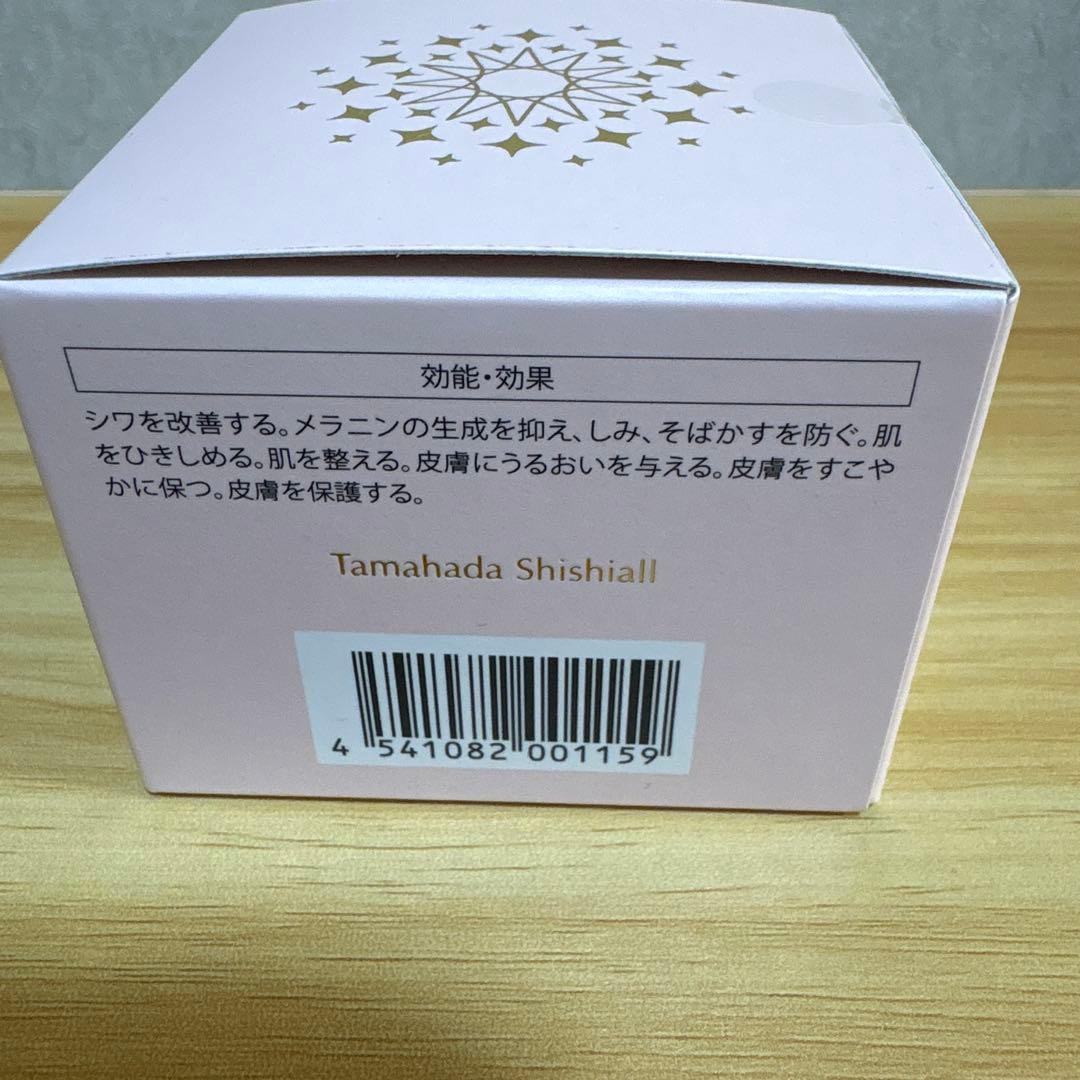 効能・効果
シワを改善する。メラニンの生成を抑え、しみ、そばかすを防ぐ。肌
をひきしめる。肌を整える。皮膚にうるおいを与える。皮膚をすこや
かに保つ。皮膚を保護する。
Tamahada Shishiall
4 541082 001159